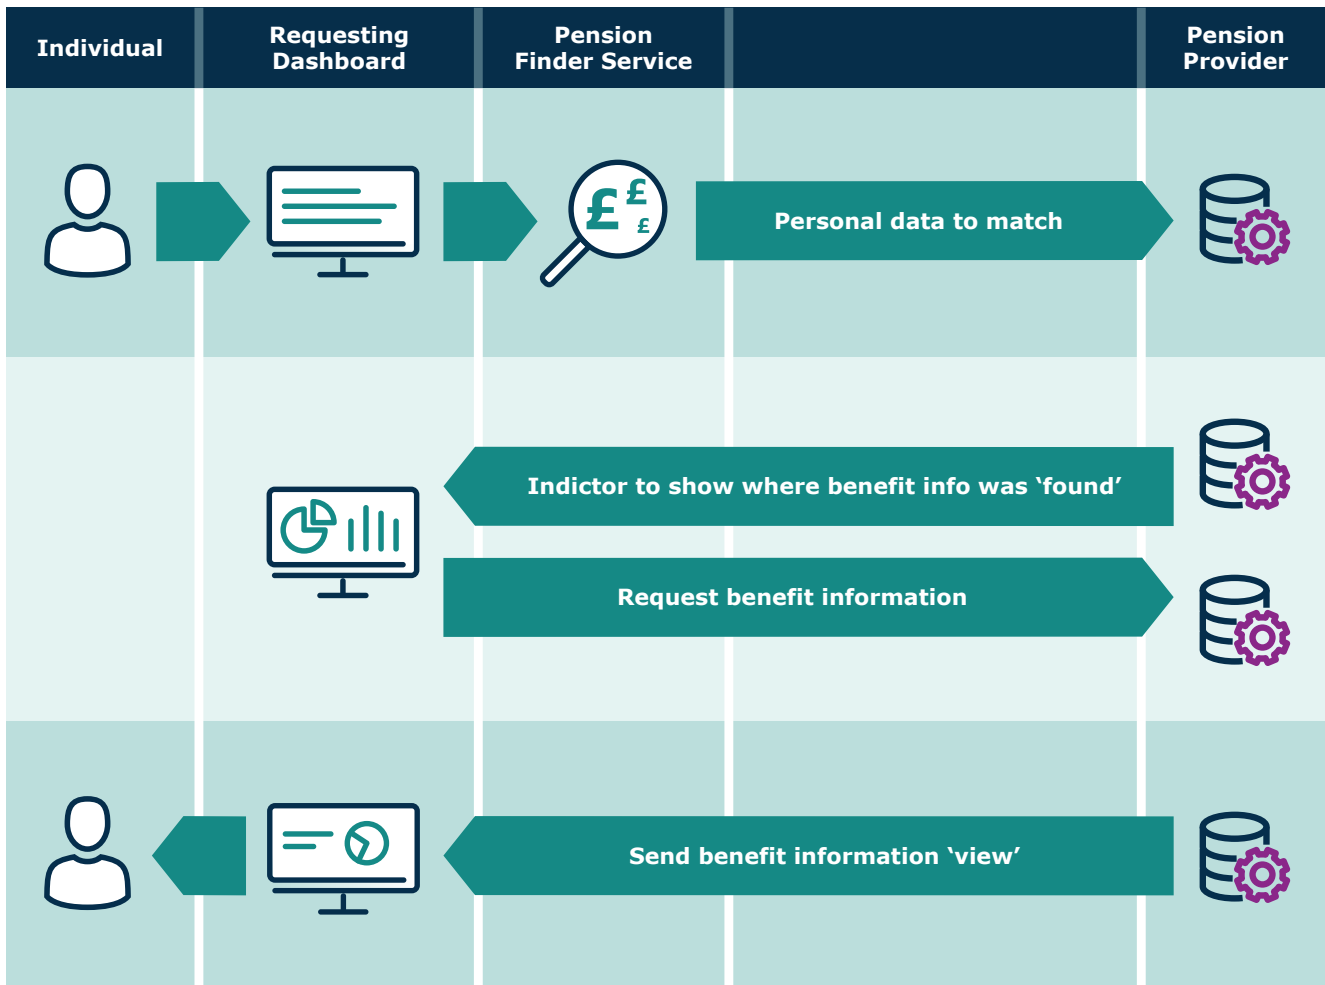 Individual
Requesting
Dashboard
Pension
Finder Service
Pension
Provider
£ £ £
Personal data to match
Indictor to show where benefit info was ‘found’
Request benefit information
Send benefit information ‘view’